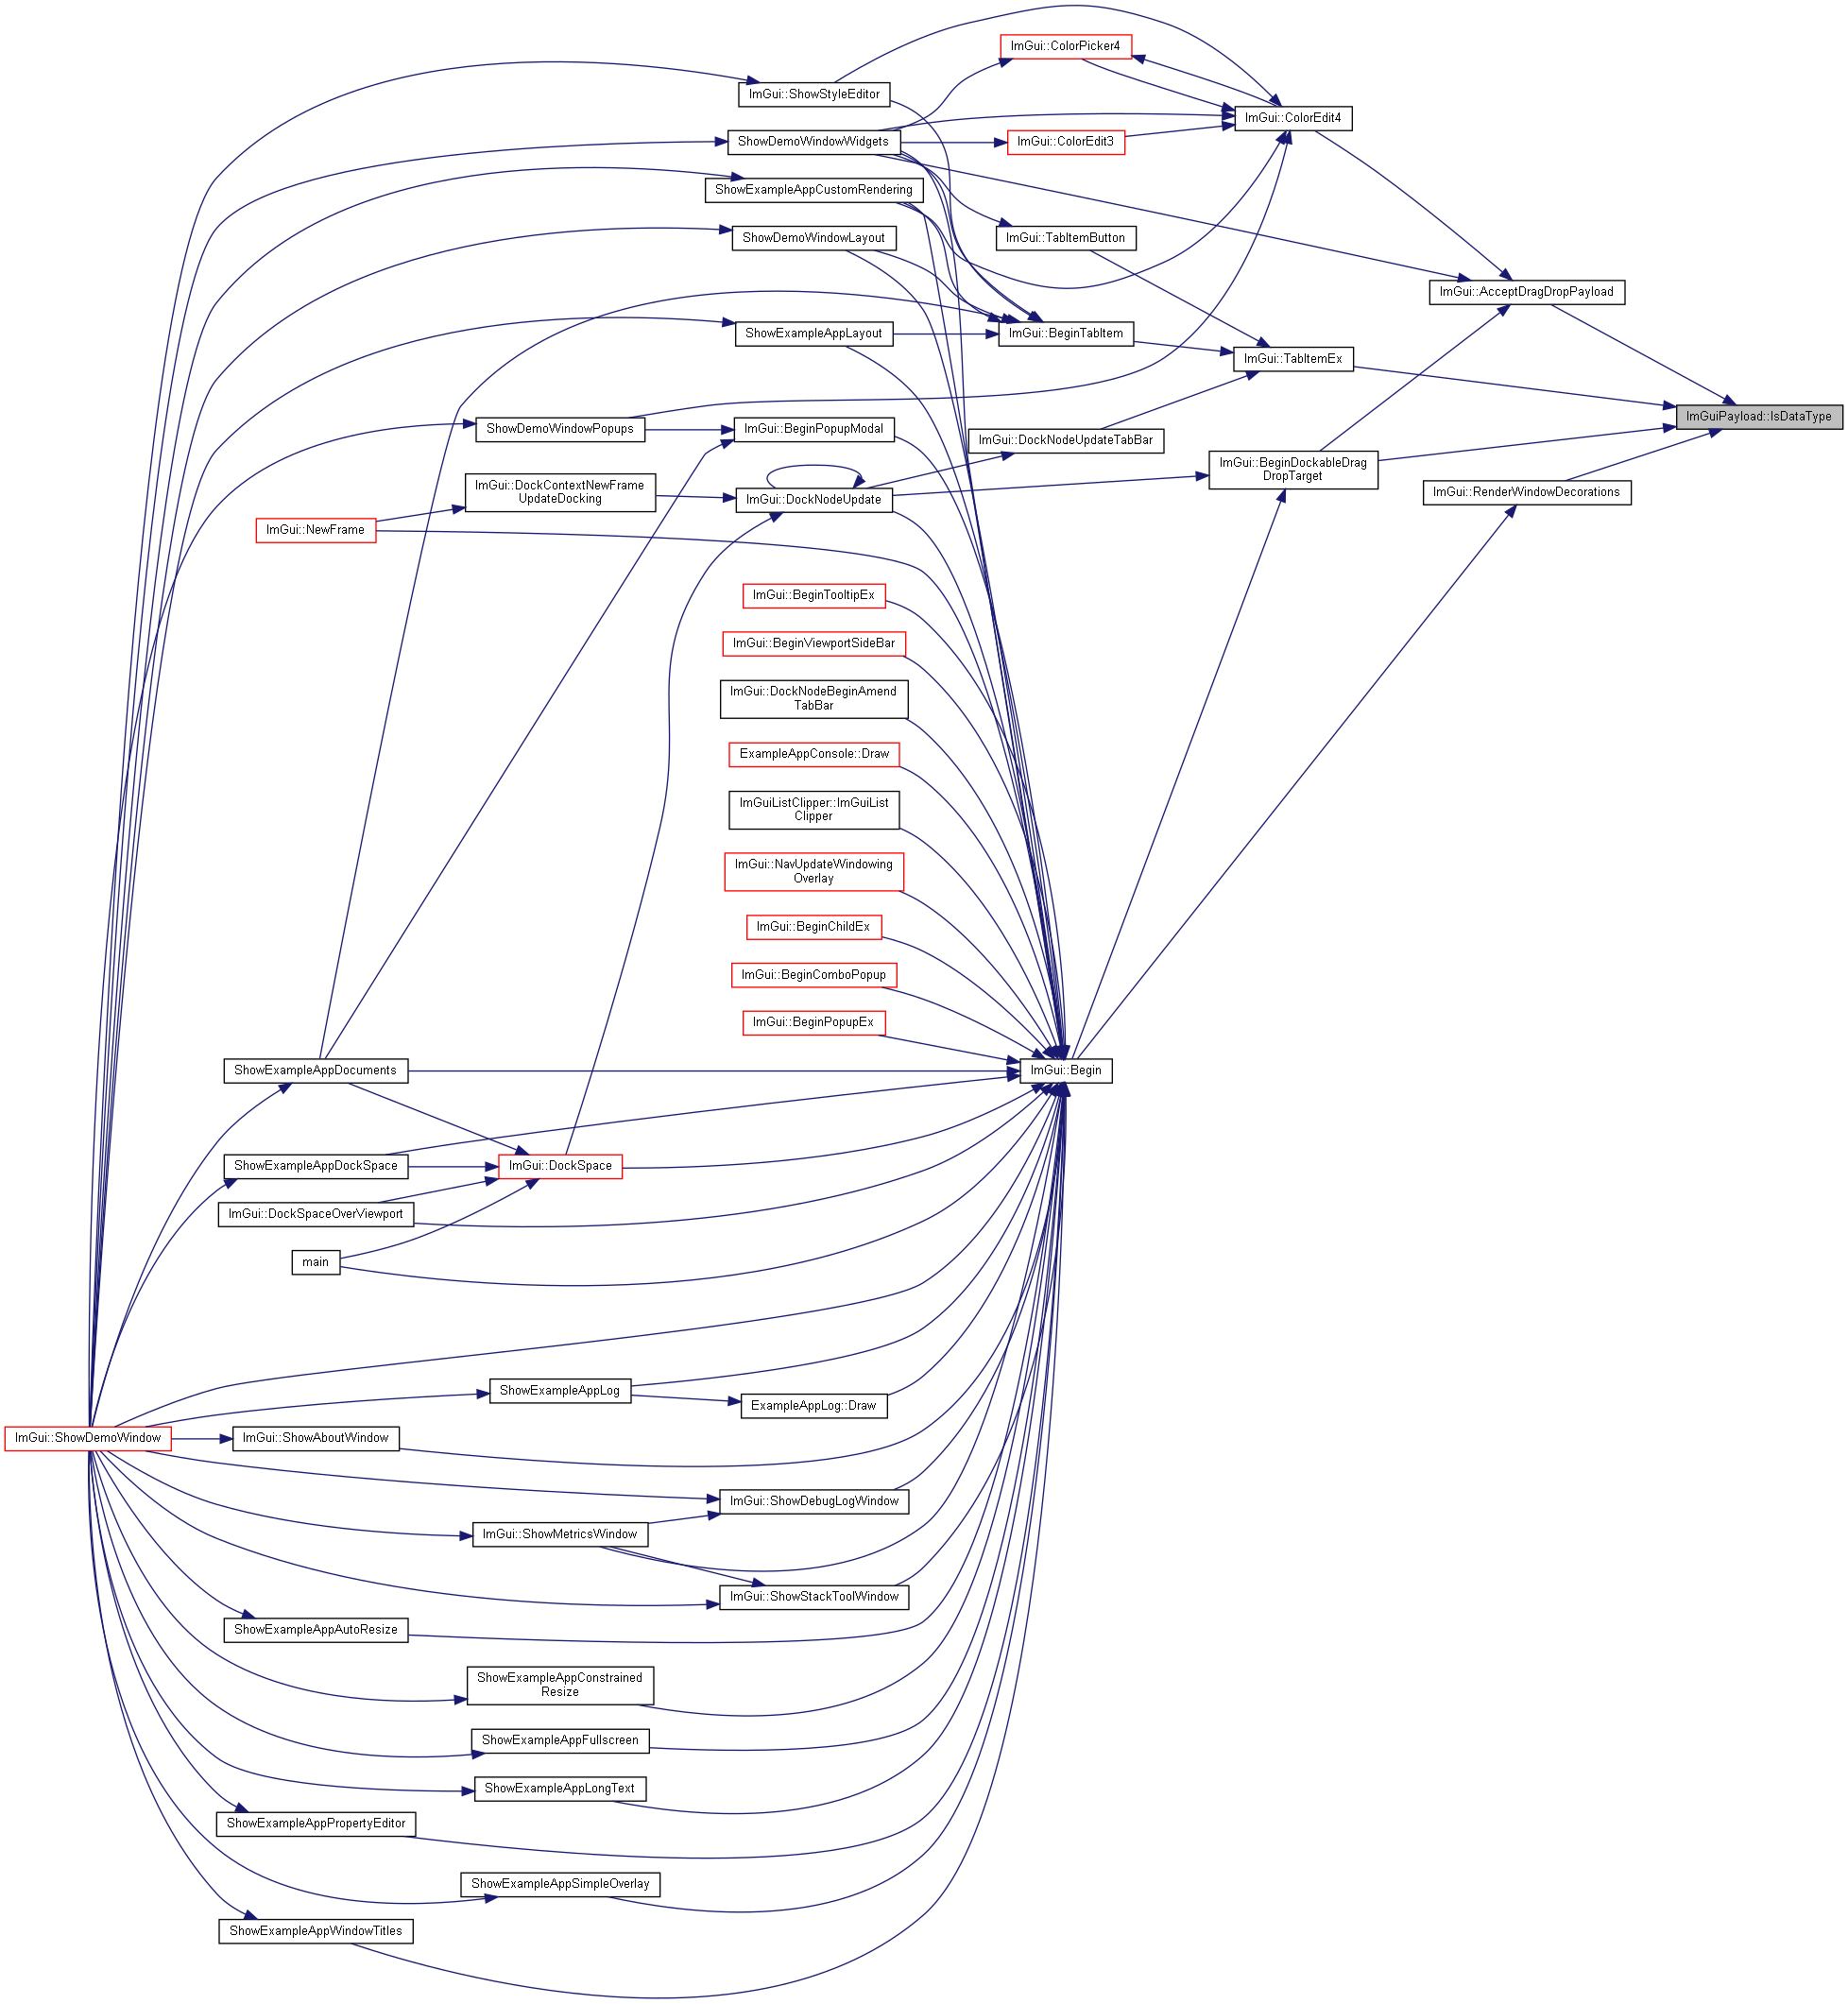 ImGui::ColorPicker4
ImGui::ShowStyleEditor
ImGui::ColorEdit4
ShowDemoWindowWidgets
ImGui::ColorEdit3
ShowExampleAppCustomRendering
ShowDemoWindowLayout
ImGui::TabItemButton
ImGui::AcceptDragDropPayload
ShowExampleAppLayout
ImGui::BeginTabItem
ImGui::TabItemEx
ImGuiPayload::IsDataType
ShowDemoWindowPopups
ImGui::BeginPopupModal
ImGui::DockNodeUpdateTabBar
ImGui::BeginDockableDrag
DropTarget
ImGui::DockContextNewFrame
UpdateDocking
ImGui::DockNodeUpdate
ImGui::RenderWindowDecorations
ImGui::NewFrame
ImGui::BeginTooltipEx
ImGui::BeginViewportSideBar
ImGui::DockNodeBeginAmend
TabBar
ExampleAppConsole::Draw
ImGuiListClipper::ImGuiList
Clipper
ImGui::NavUpdateWindowing
Overlay
ImGui::BeginChildEx
ImGui::BeginComboPopup
ImGui::BeginPopupEx
ShowExampleAppDocuments
ImGui::Begin
ShowExampleAppDockSpace
ImGui::DockSpace
ImGui::DockSpaceOverViewport
main
ShowExampleAppLog
ExampleAppLog::Draw
ImGui::ShowDemoWindow
ImGui::ShowAboutWindow
ImGui::ShowDebugLogWindow
ImGui::ShowMetricsWindow
ImGui::ShowStackToolWindow
ShowExampleAppAutoResize
ShowExampleAppConstrained
Resize
ShowExampleAppFullscreen
ShowExampleAppLongText
ShowExampleAppPropertyEditor
ShowExampleAppSimpleOverlay
ShowExampleAppWindowTitles